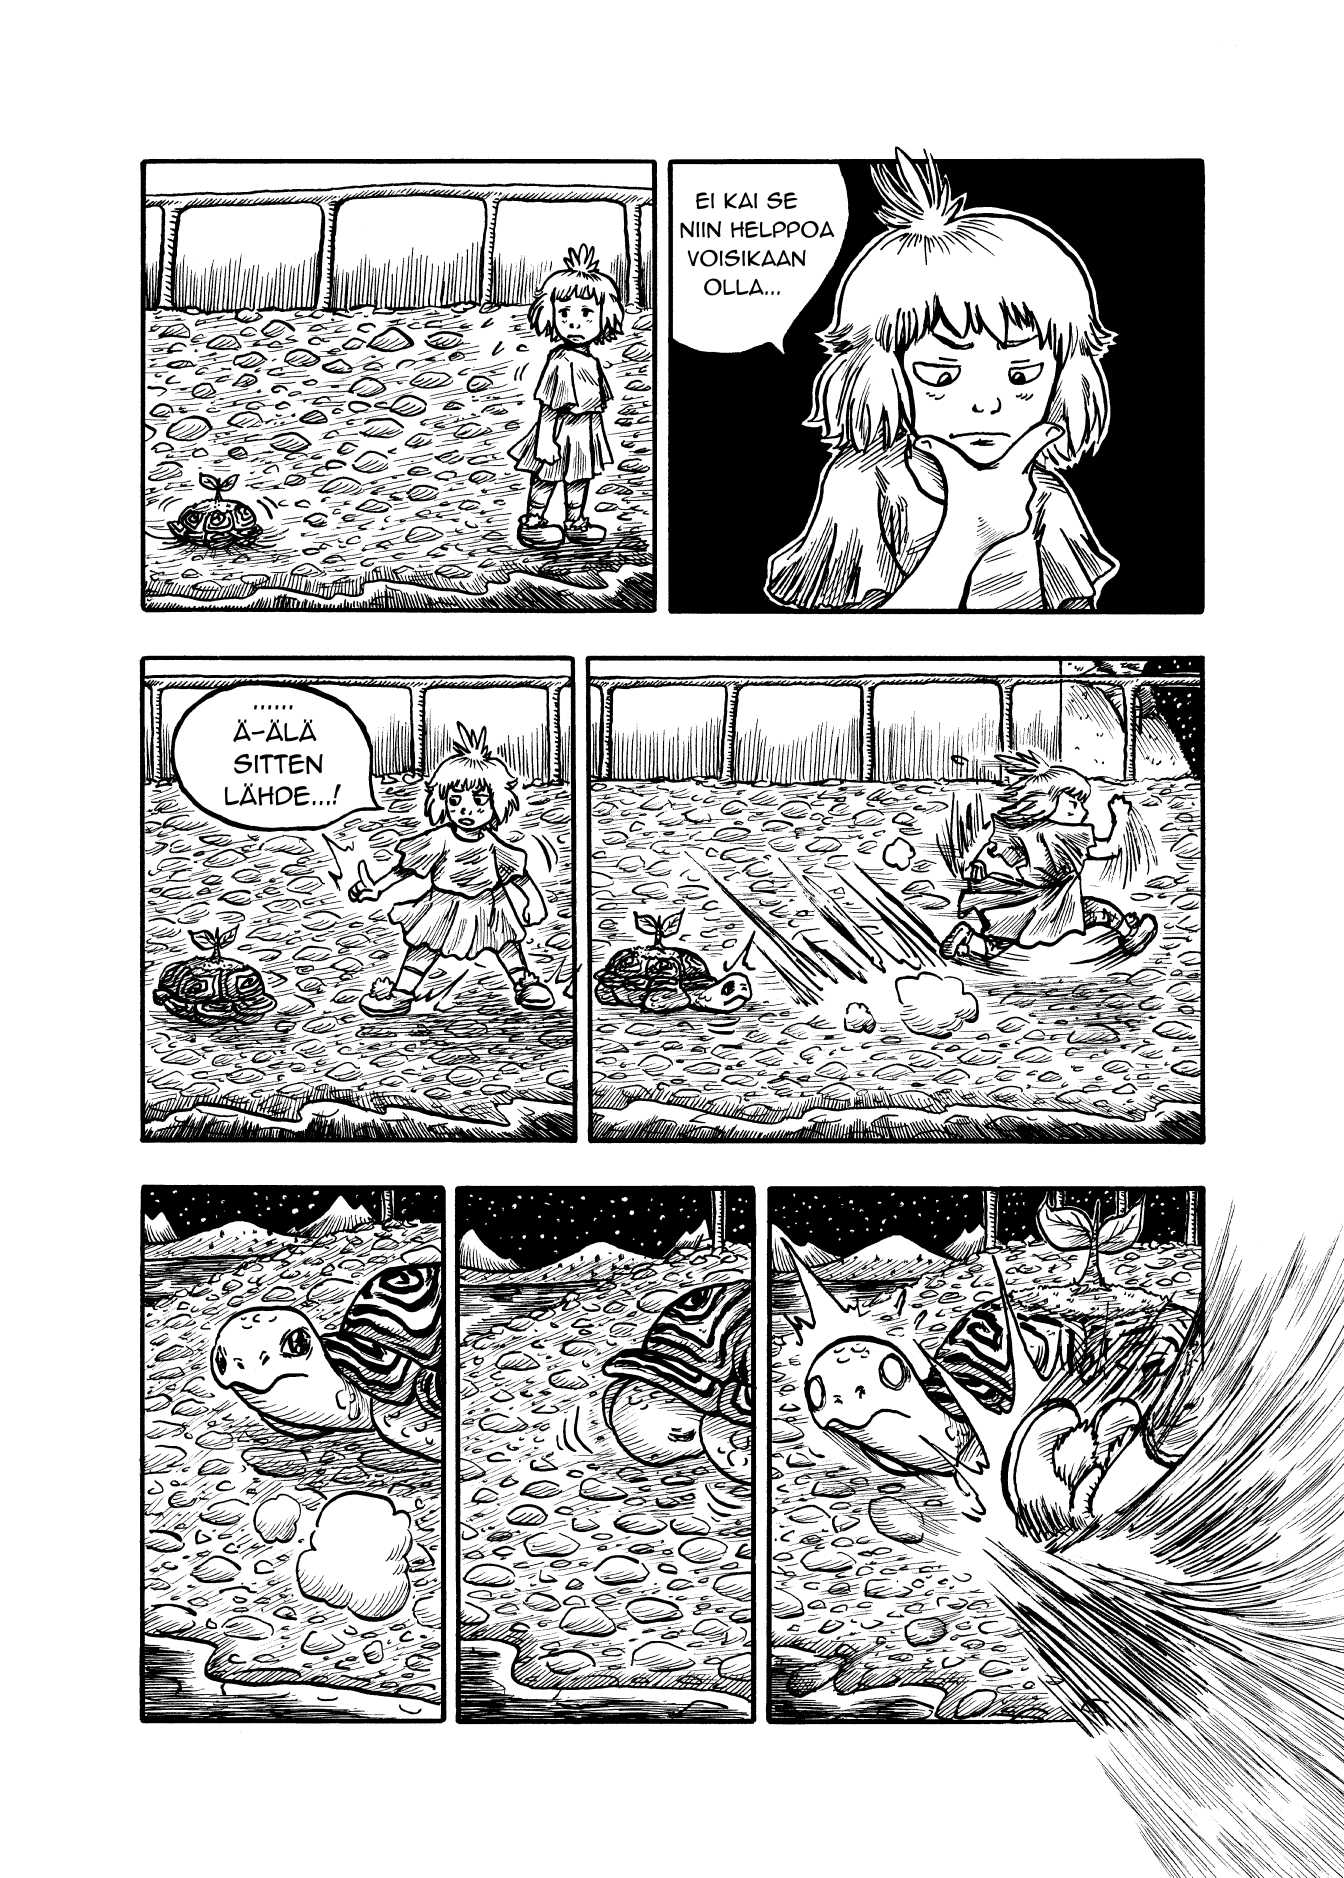 EI KAI SE
NIIN HELPPOA
VOISIKAAN
OLLA...
......
Ä-ÄLÄ
SITTEN
LÄHDE...!